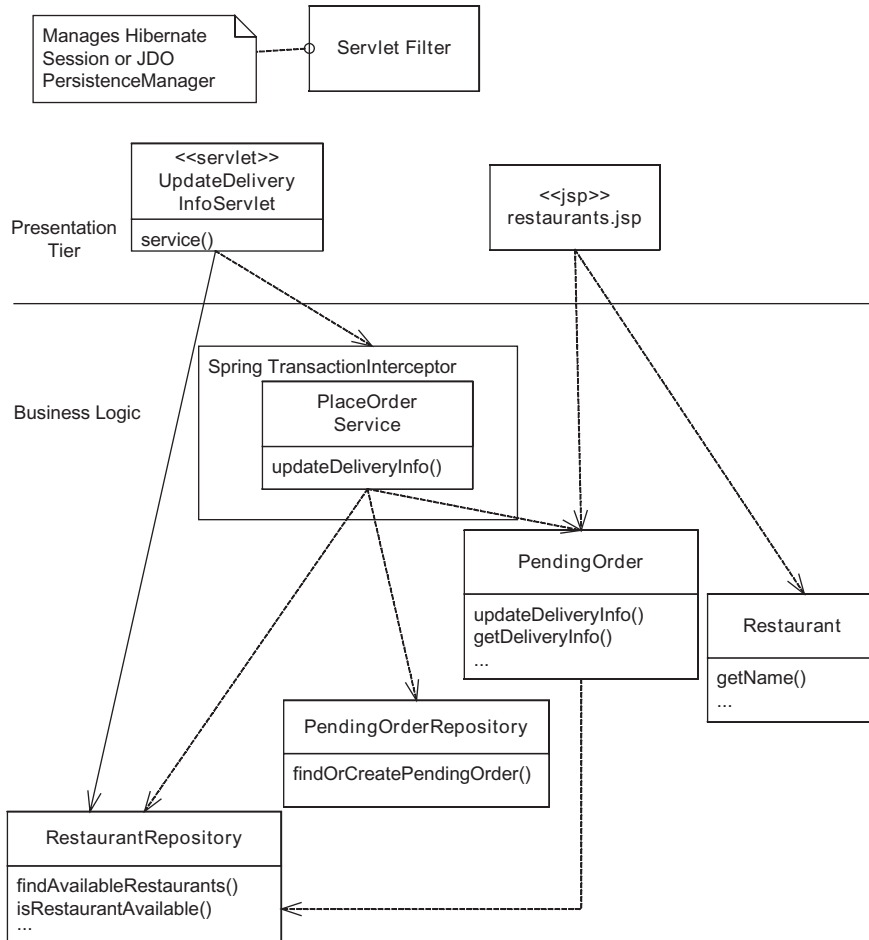 Manages Hibernate
Session or JDO
PersistenceManager
Servlet Filter
<<servlet>>
UpdateDelivery
InfoServlet
service()
<<jsp>>
restaurants.jsp
Presentation
Tier
Business Logic
Spring TransactionInterceptor
PlaceOrder
Service
updateDeliveryInfo()
PendingOrder
updateDeliveryInfo()
getDeliveryInfo()
...
Restaurant
getName()
...
PendingOrderRepository
findOrCreatePendingOrder()
RestaurantRepository
findAvailableRestaurants()
isRestaurantAvailable()
...